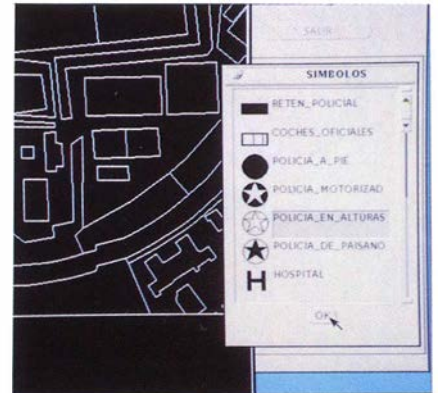 SALIR
SIMBOLOS
RETEN_POLICIAL
COCHES_OFICIALES
POLICIA_A_PIE
POLICIA_MOTORIZAD
POLICIA_EN_ALTURAS
POLICIA_DE_PAISANO
H HOSPITAL
OK